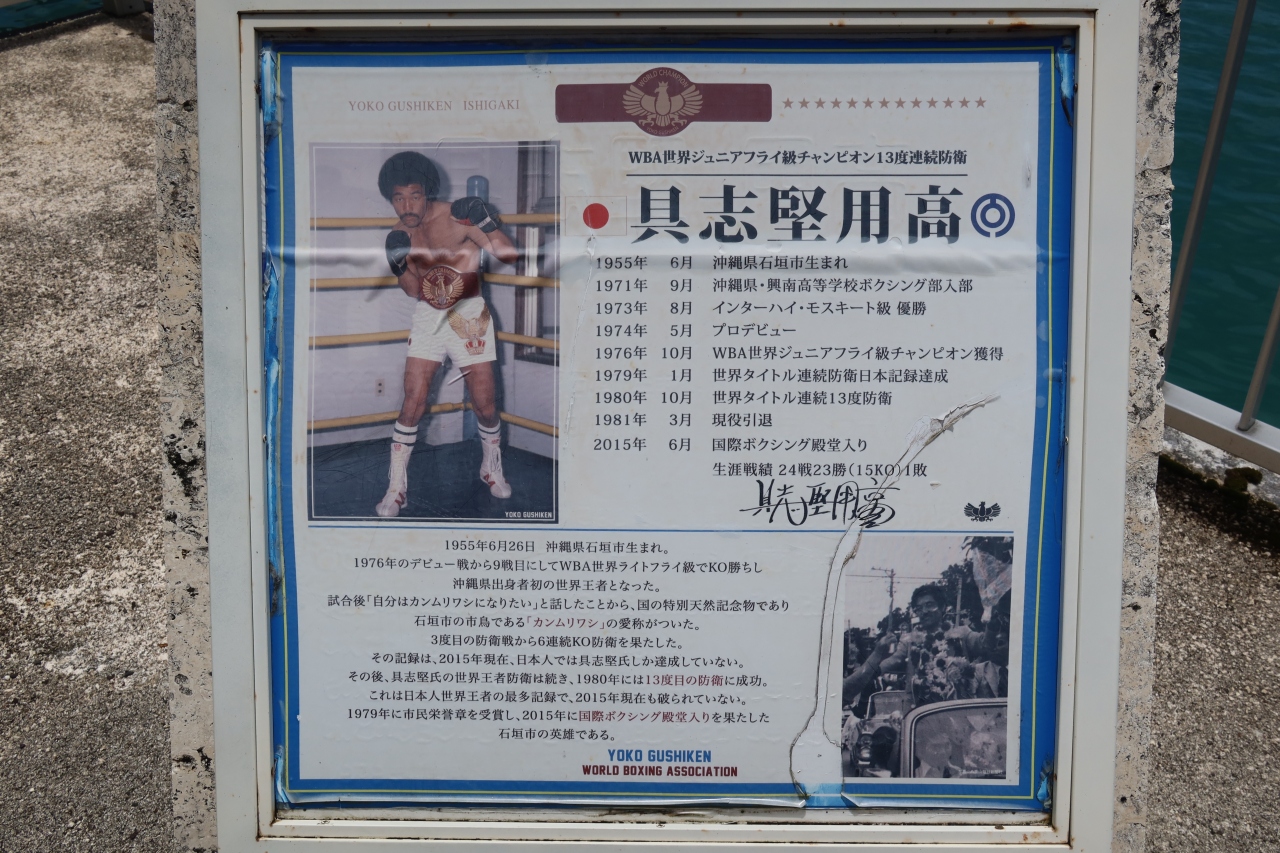 YOKO GUSHIKEN ISHIGAKI
WORLD CHAMPION
WBA世界ジュニアフライ級チャンピオン13度連続防衛
具志堅用高
1955年 6月 沖縄県石垣市生まれ
1971年 9月 沖縄県・興南高等学校ボクシング部入部
1973年 8月 インターハイ・モスキート級 優勝
1974年 5月 プロデビュー
1976年 10月 WBA世界ジュニアフライ級チャンピオン獲得
1979年 1月 世界タイトル連続防衛日本記録達成
1980年 10月 世界タイトル連続13度防衛
1981年 3月 現役引退
2015年 6月 国際ボクシング殿堂入り
生涯戦績 24戦23勝(15KO)1敗
具志堅用高
YOKO GUSHIKEN
1955年6月26日 沖縄県石垣市生まれ。
1976年のデビュー戦から9戦目にしてWBA世界ライトフライ級でKO勝ちし
沖縄県出身者初の世界王者となった。
試合後「自分はカンムリワシになりたい」と話したことから、国の特別天然記念物であり
石垣市の市鳥である「カンムリワシ」の愛称がついた。
3度目の防衛戦から6連続KO防衛を果たした。
その記録は、2015年現在、日本人では具志堅氏しか達成していない。
その後、具志堅氏の世界王者防衛は続き、1980年には13度目の防衛に成功。
これは日本人世界王者の最多記録で、2015年現在も破られていない。
1979年に市民栄誉章を受賞し、2015年に国際ボクシング殿堂入りを果たした
石垣市の英雄である。
YOKO GUSHIKEN
WORLD BOXING ASSOCIATION